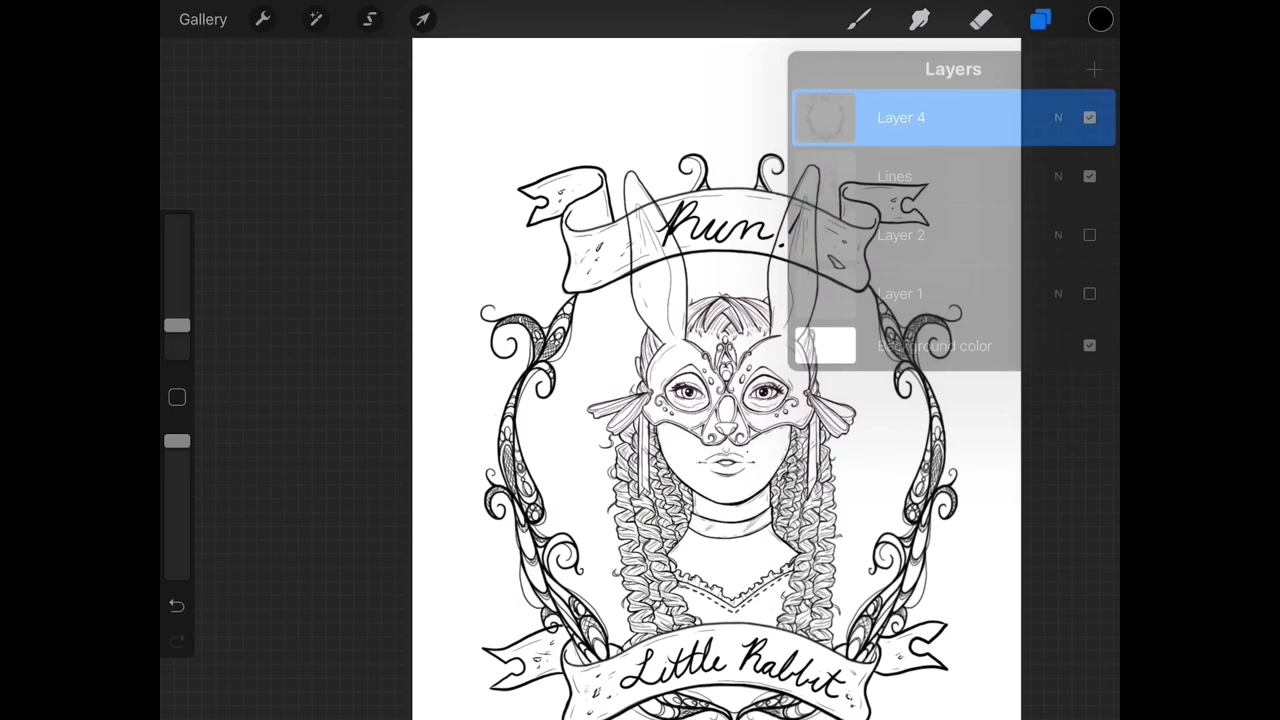 Gallery
Layers
Layer 4 N
Lines N
Layer 2 N
Layer 1 N
Background color
Run!
Little Rabbit